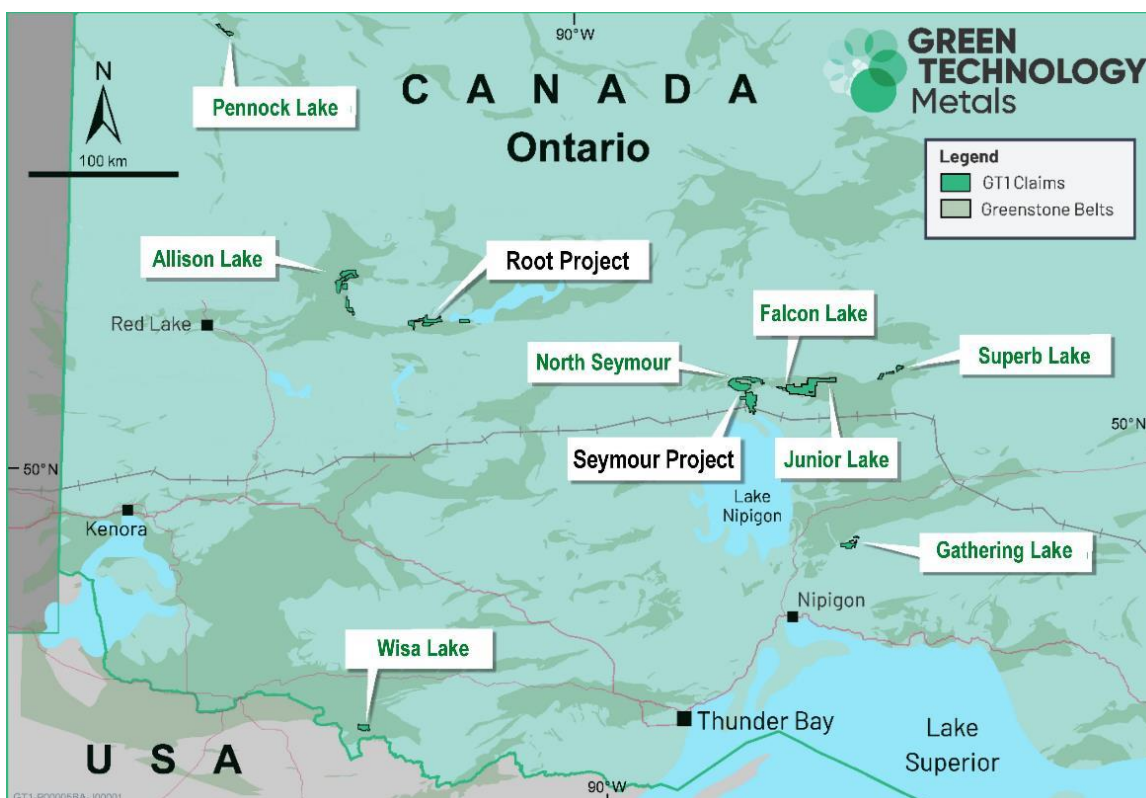 90°W
GREEN
TECHNOLOGY
Metals
N
C A N A D A
Pennock Lake
Ontario
100 km
Legend
GT1 Claims
Greenstone Belts
Allison Lake
Root Project
Red Lake
Falcon Lake
North Seymour
Superb Lake
50°N
Seymour Project
Junior Lake
50°N
Lake
Nipigon
Kenora
Gathering Lake
Nipigon
Wisa Lake
Thunder Bay
Lake
Superior
U S A
90°W